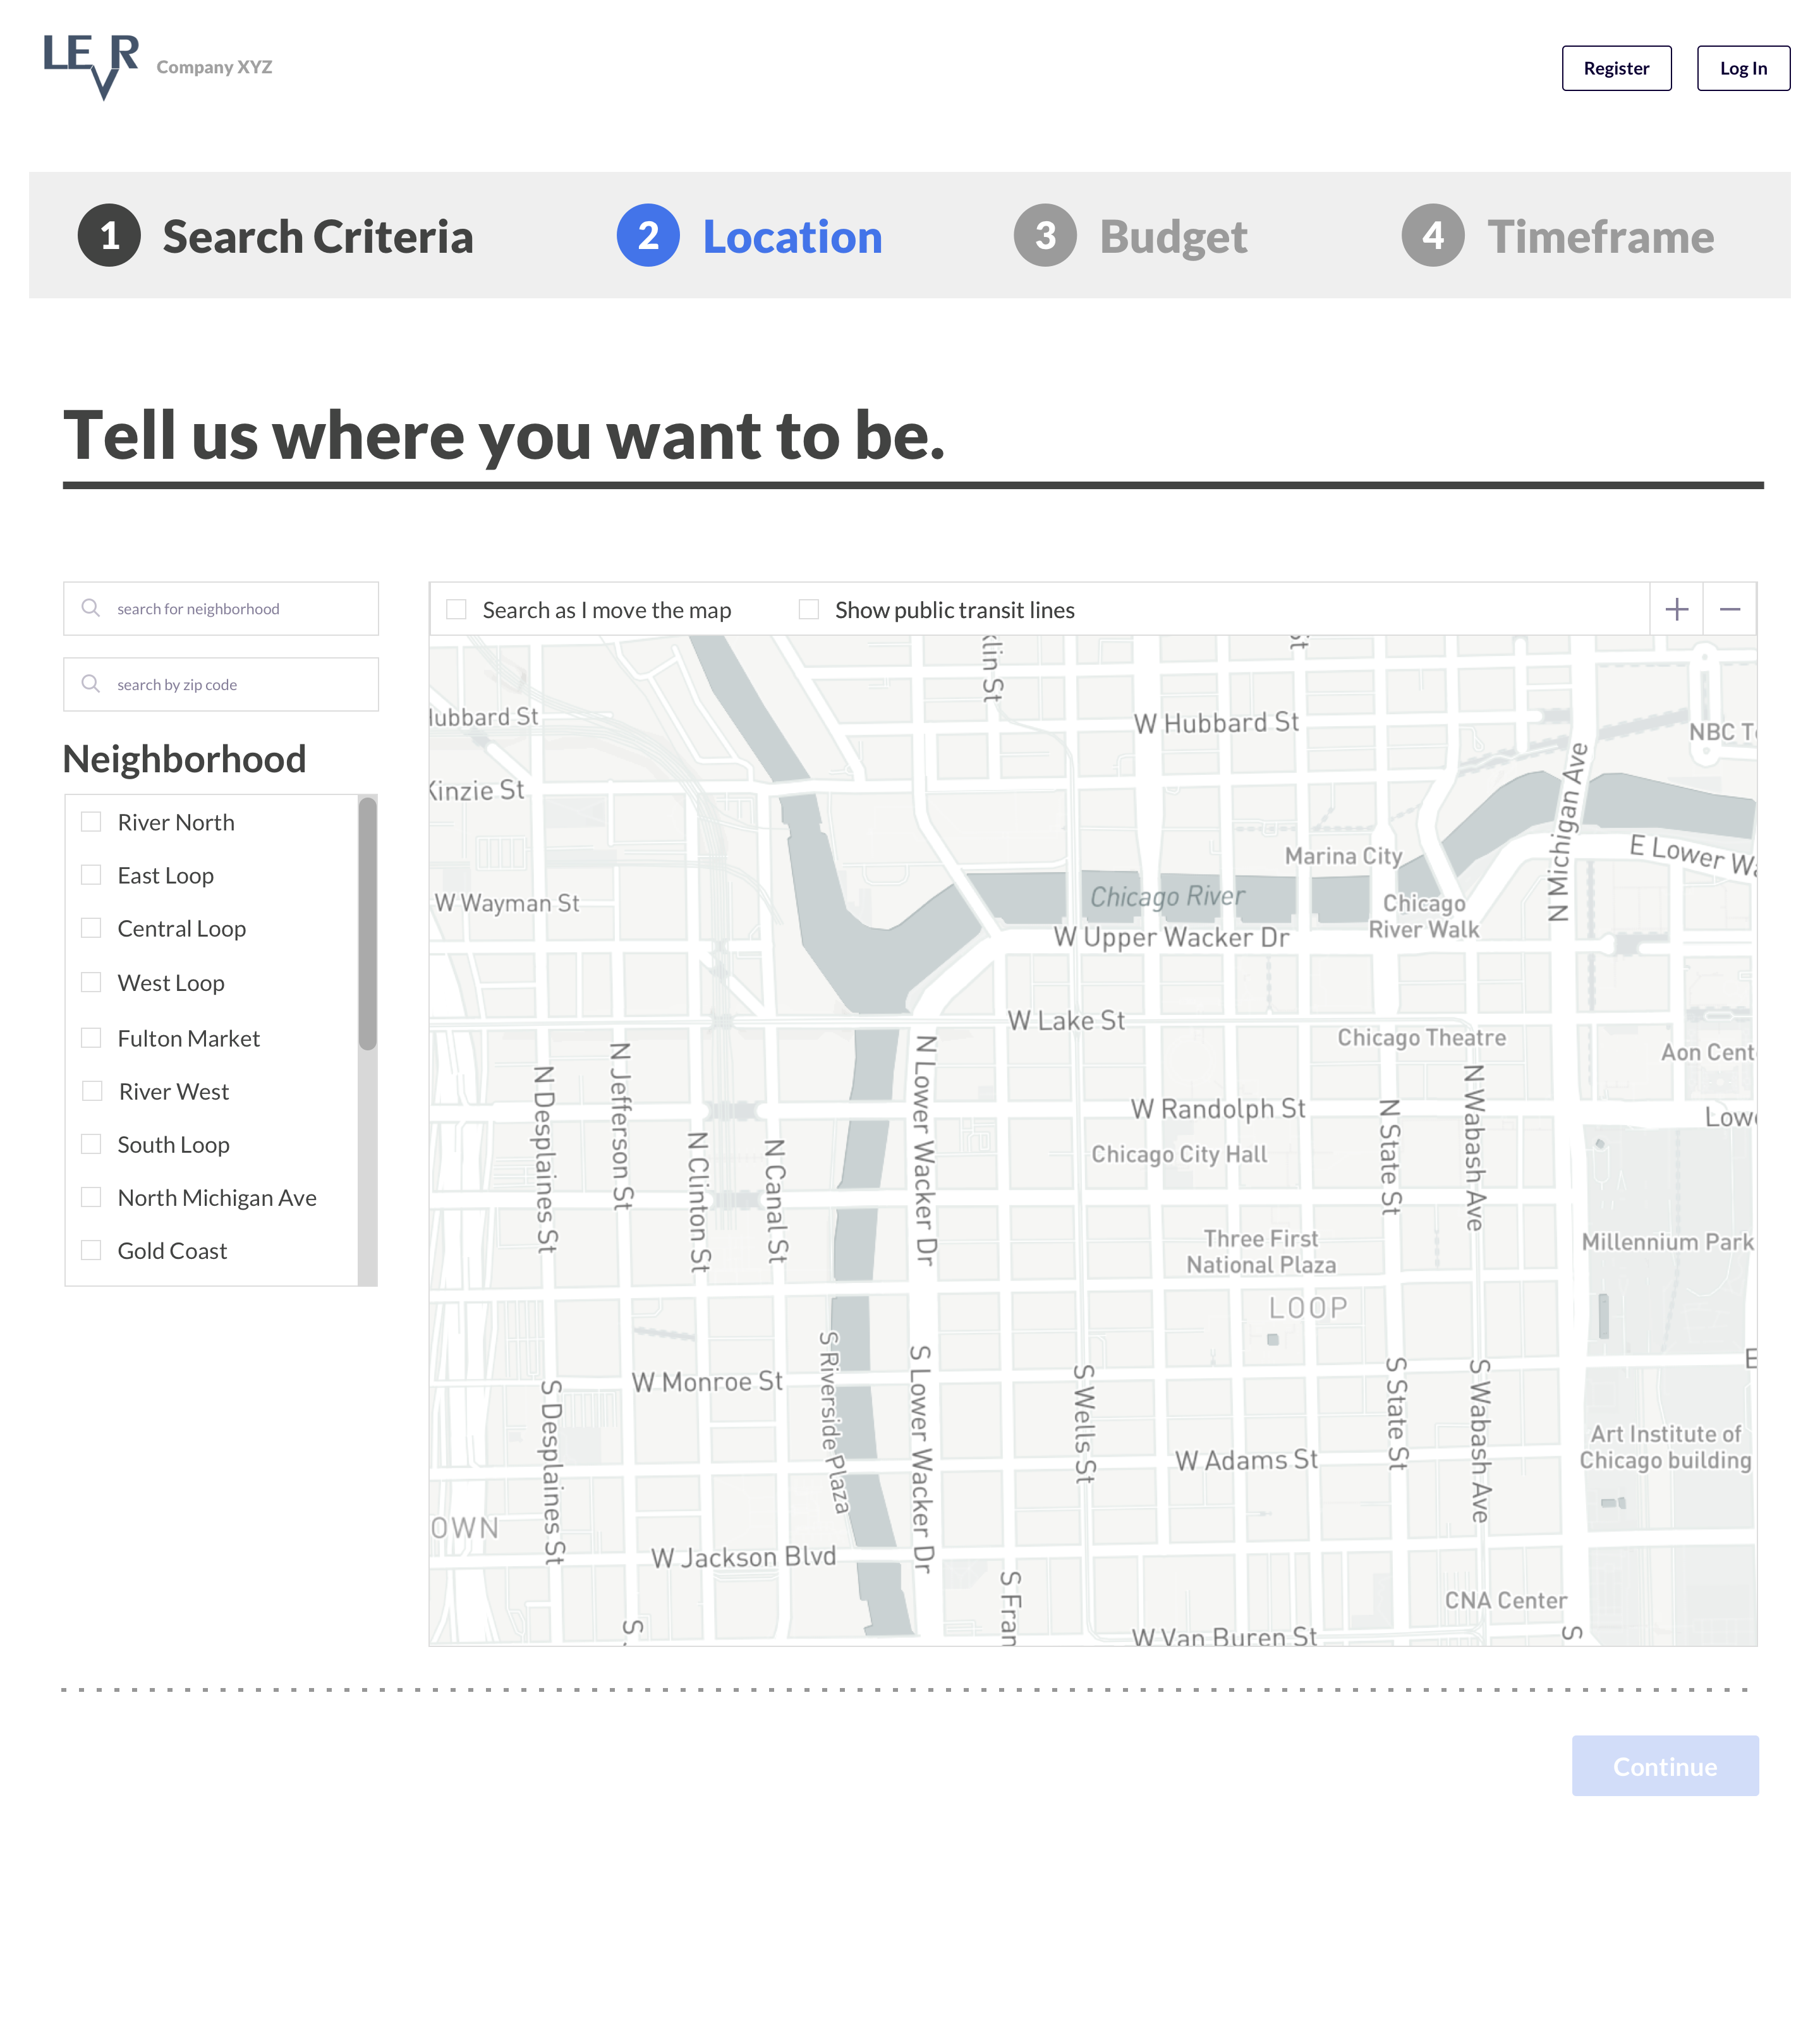 LEVR
Company XYZ
Register
Log In
1 Search Criteria
2 Location
3 Budget
4 Timeframe
Tell us where you want to be.
search for neighborhood
search by zip code
Neighborhood
River North
East Loop
Central Loop
West Loop
Fulton Market
River West
South Loop
North Michigan Ave
Gold Coast
Search as I move the map
Show public transit lines
+
−
klin St
St
ubbard St
W Hubbard St
NBC T
Kinzie St
N Michigan Ave
Marina City
E Lower Wa
W Wayman St
Chicago River
Chicago
River Walk
W Upper Wacker Dr
W Lake St
Chicago Theatre
Aon Cent
N Desplaines St
N Jefferson St
N Clinton St
N Canal St
N Lower Wacker Dr
W Randolph St
N State St
N Wabash Ave
Low
Chicago City Hall
Three First
National Plaza
Millennium Park
LOOP
E
W Monroe St
S Riverside Plaza
S Lower Wacker Dr
S Wells St
S State St
S Wabash Ave
S Desplaines St
W Adams St
Art Institute of
Chicago building
OWN
W Jackson Blvd
S Fran
CNA Center
S
W Van Buren St
S
Continue